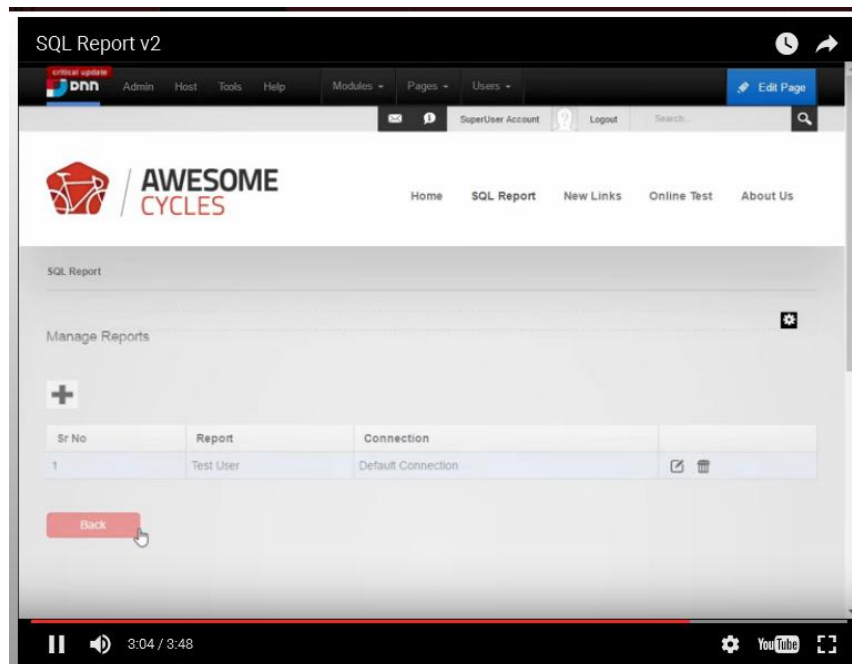 SQL Report v2
critical update
DNN Admin Host Tools Help Modules Pages Users Edit Page
SuperUser Account Logout Search...
AWESOME
CYCLES
Home SQL Report New Links Online Test About Us
SQL Report
Manage Reports
Sr No Report Connection
1 Test User Default Connection
Back
3:04 / 3:48 YouTube